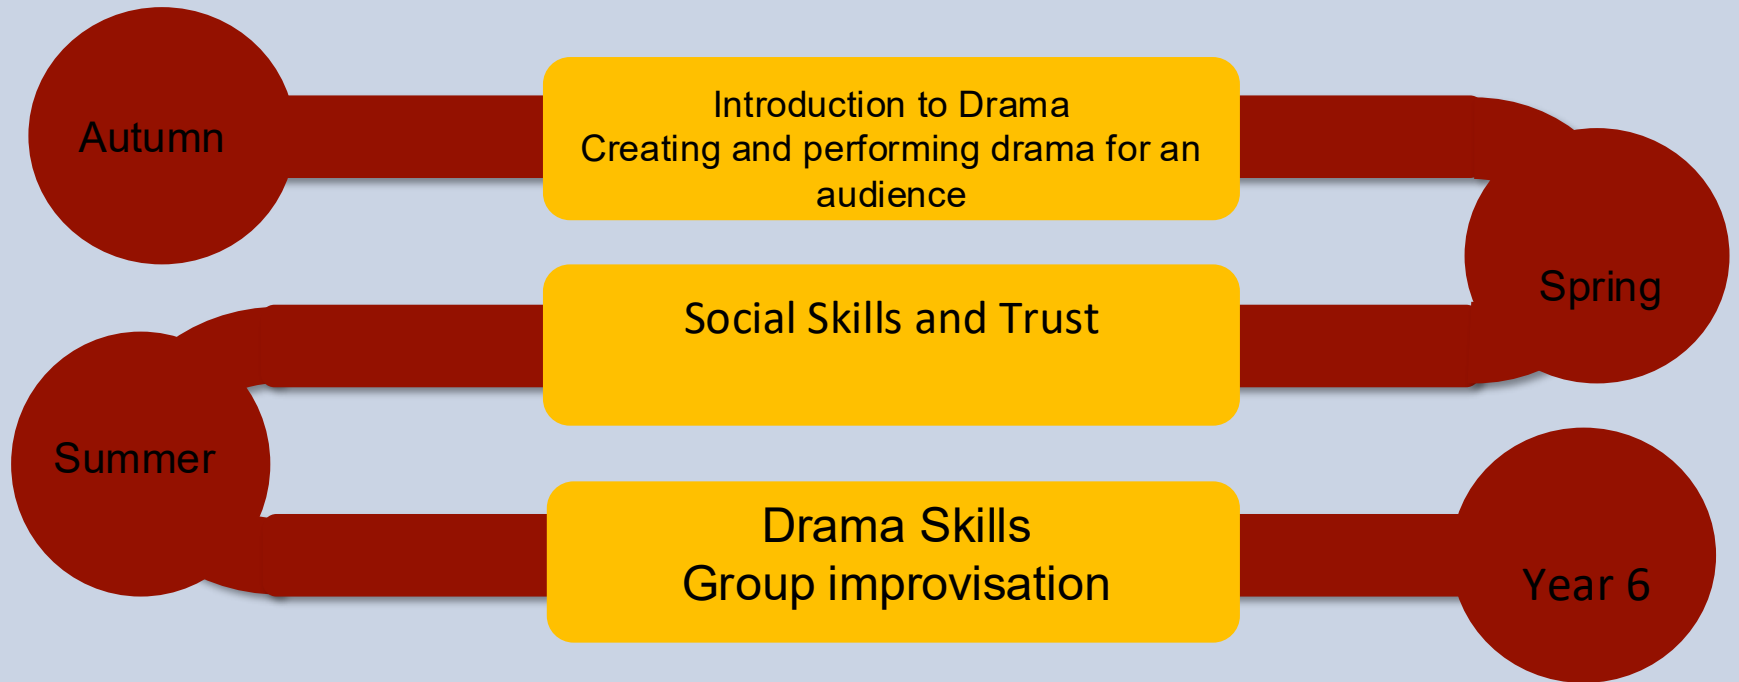 Autumn
Introduction to Drama
Creating and performing drama for an
audience
Spring
Social Skills and Trust
Summer
Drama Skills
Group improvisation
Year 6